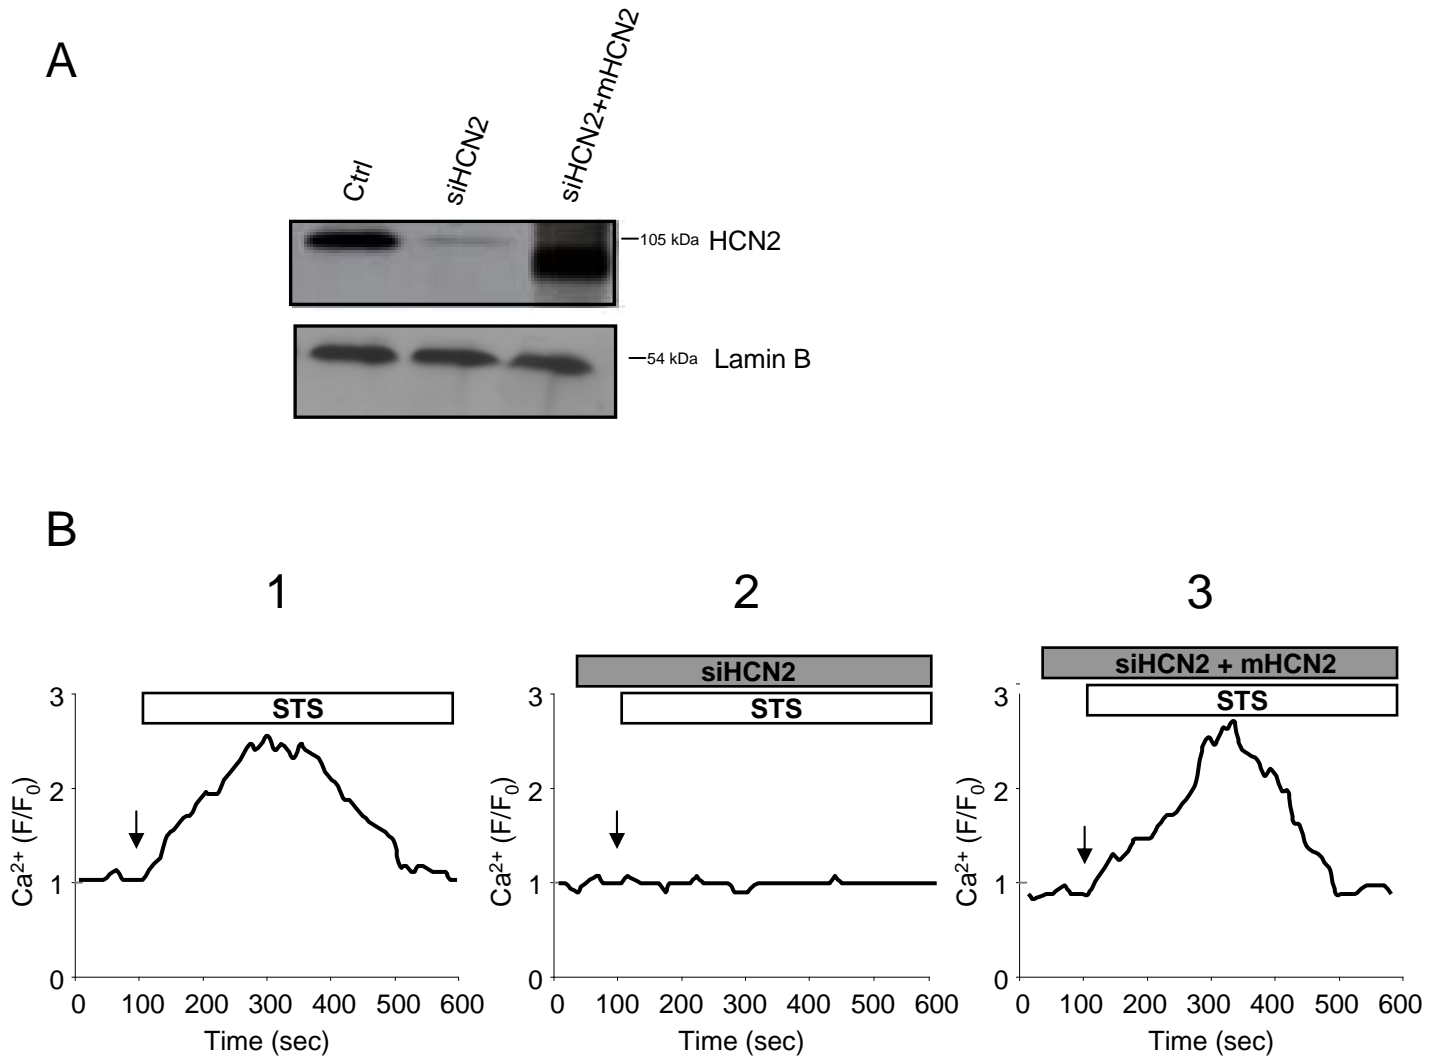 A
Ctrl
siHCN2
siHCN2+mHCN2
105 kDa HCN2
54 kDa Lamin B
B
1
STS
3
2
1
0
Ca2+ (F/F0)
0 100 200 300 400 500 600
Time (sec)
2
siHCN2
STS
3
2
1
0
Ca2+ (F/F0)
0 100 200 300 400 500 600
Time (sec)
3
siHCN2 + mHCN2
STS
3
2
1
0
Ca2+ (F/F0)
0 100 200 300 400 500 600
Time (sec)